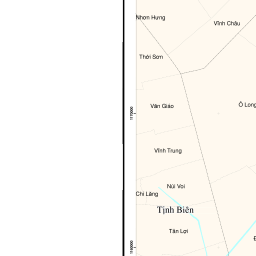 Nhơn Hưng
Vĩnh Châu
Thới Sơn
Văn Giáo
Ô Long
Vĩnh Trung
Núi Voi
Chi Lăng
Tịnh Biên
Tân Lợi